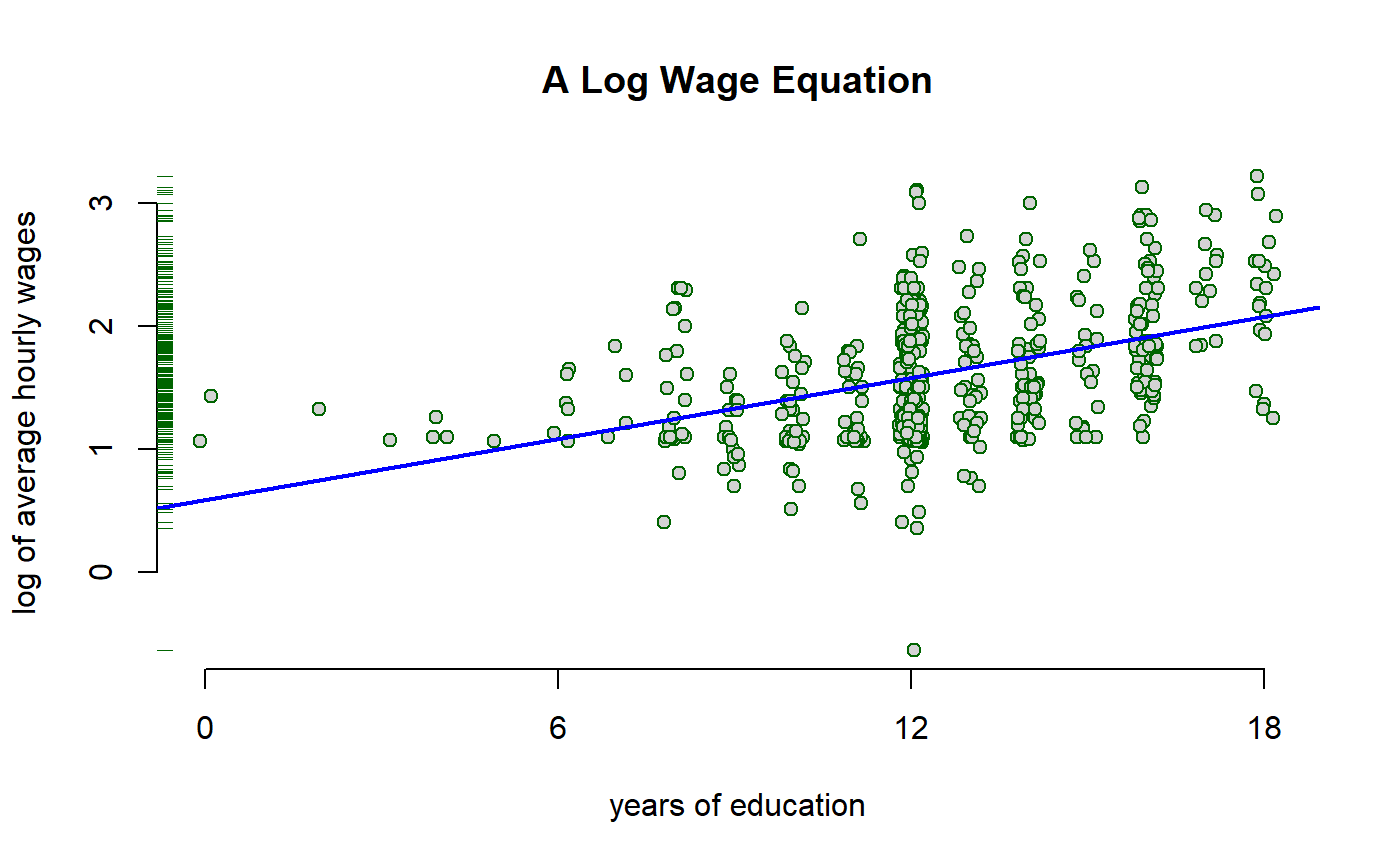 A Log Wage Equation
log of average hourly wages
3
2
1
0
0 6 12 18
years of education